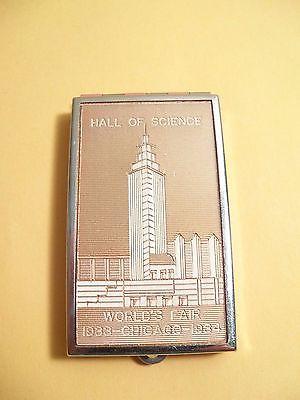 HALL OF SCIENCE
WORLD'S FAIR
1933-CHICAGO-1934